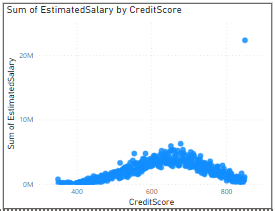 Sum of EstimatedSalary by CreditScore
20M
10M
0M
Sum of EstimatedSalary
400
600
800
CreditScore